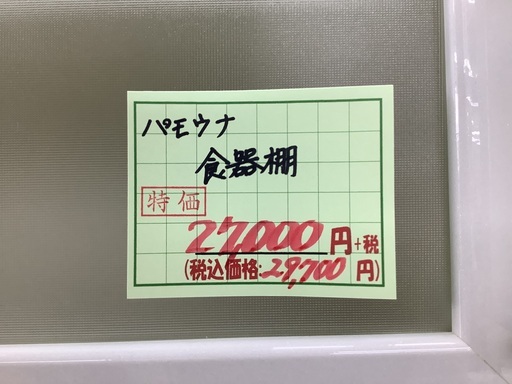 パモウナ
食器棚
特価
27,000円+税
(税込価格:29,700円)